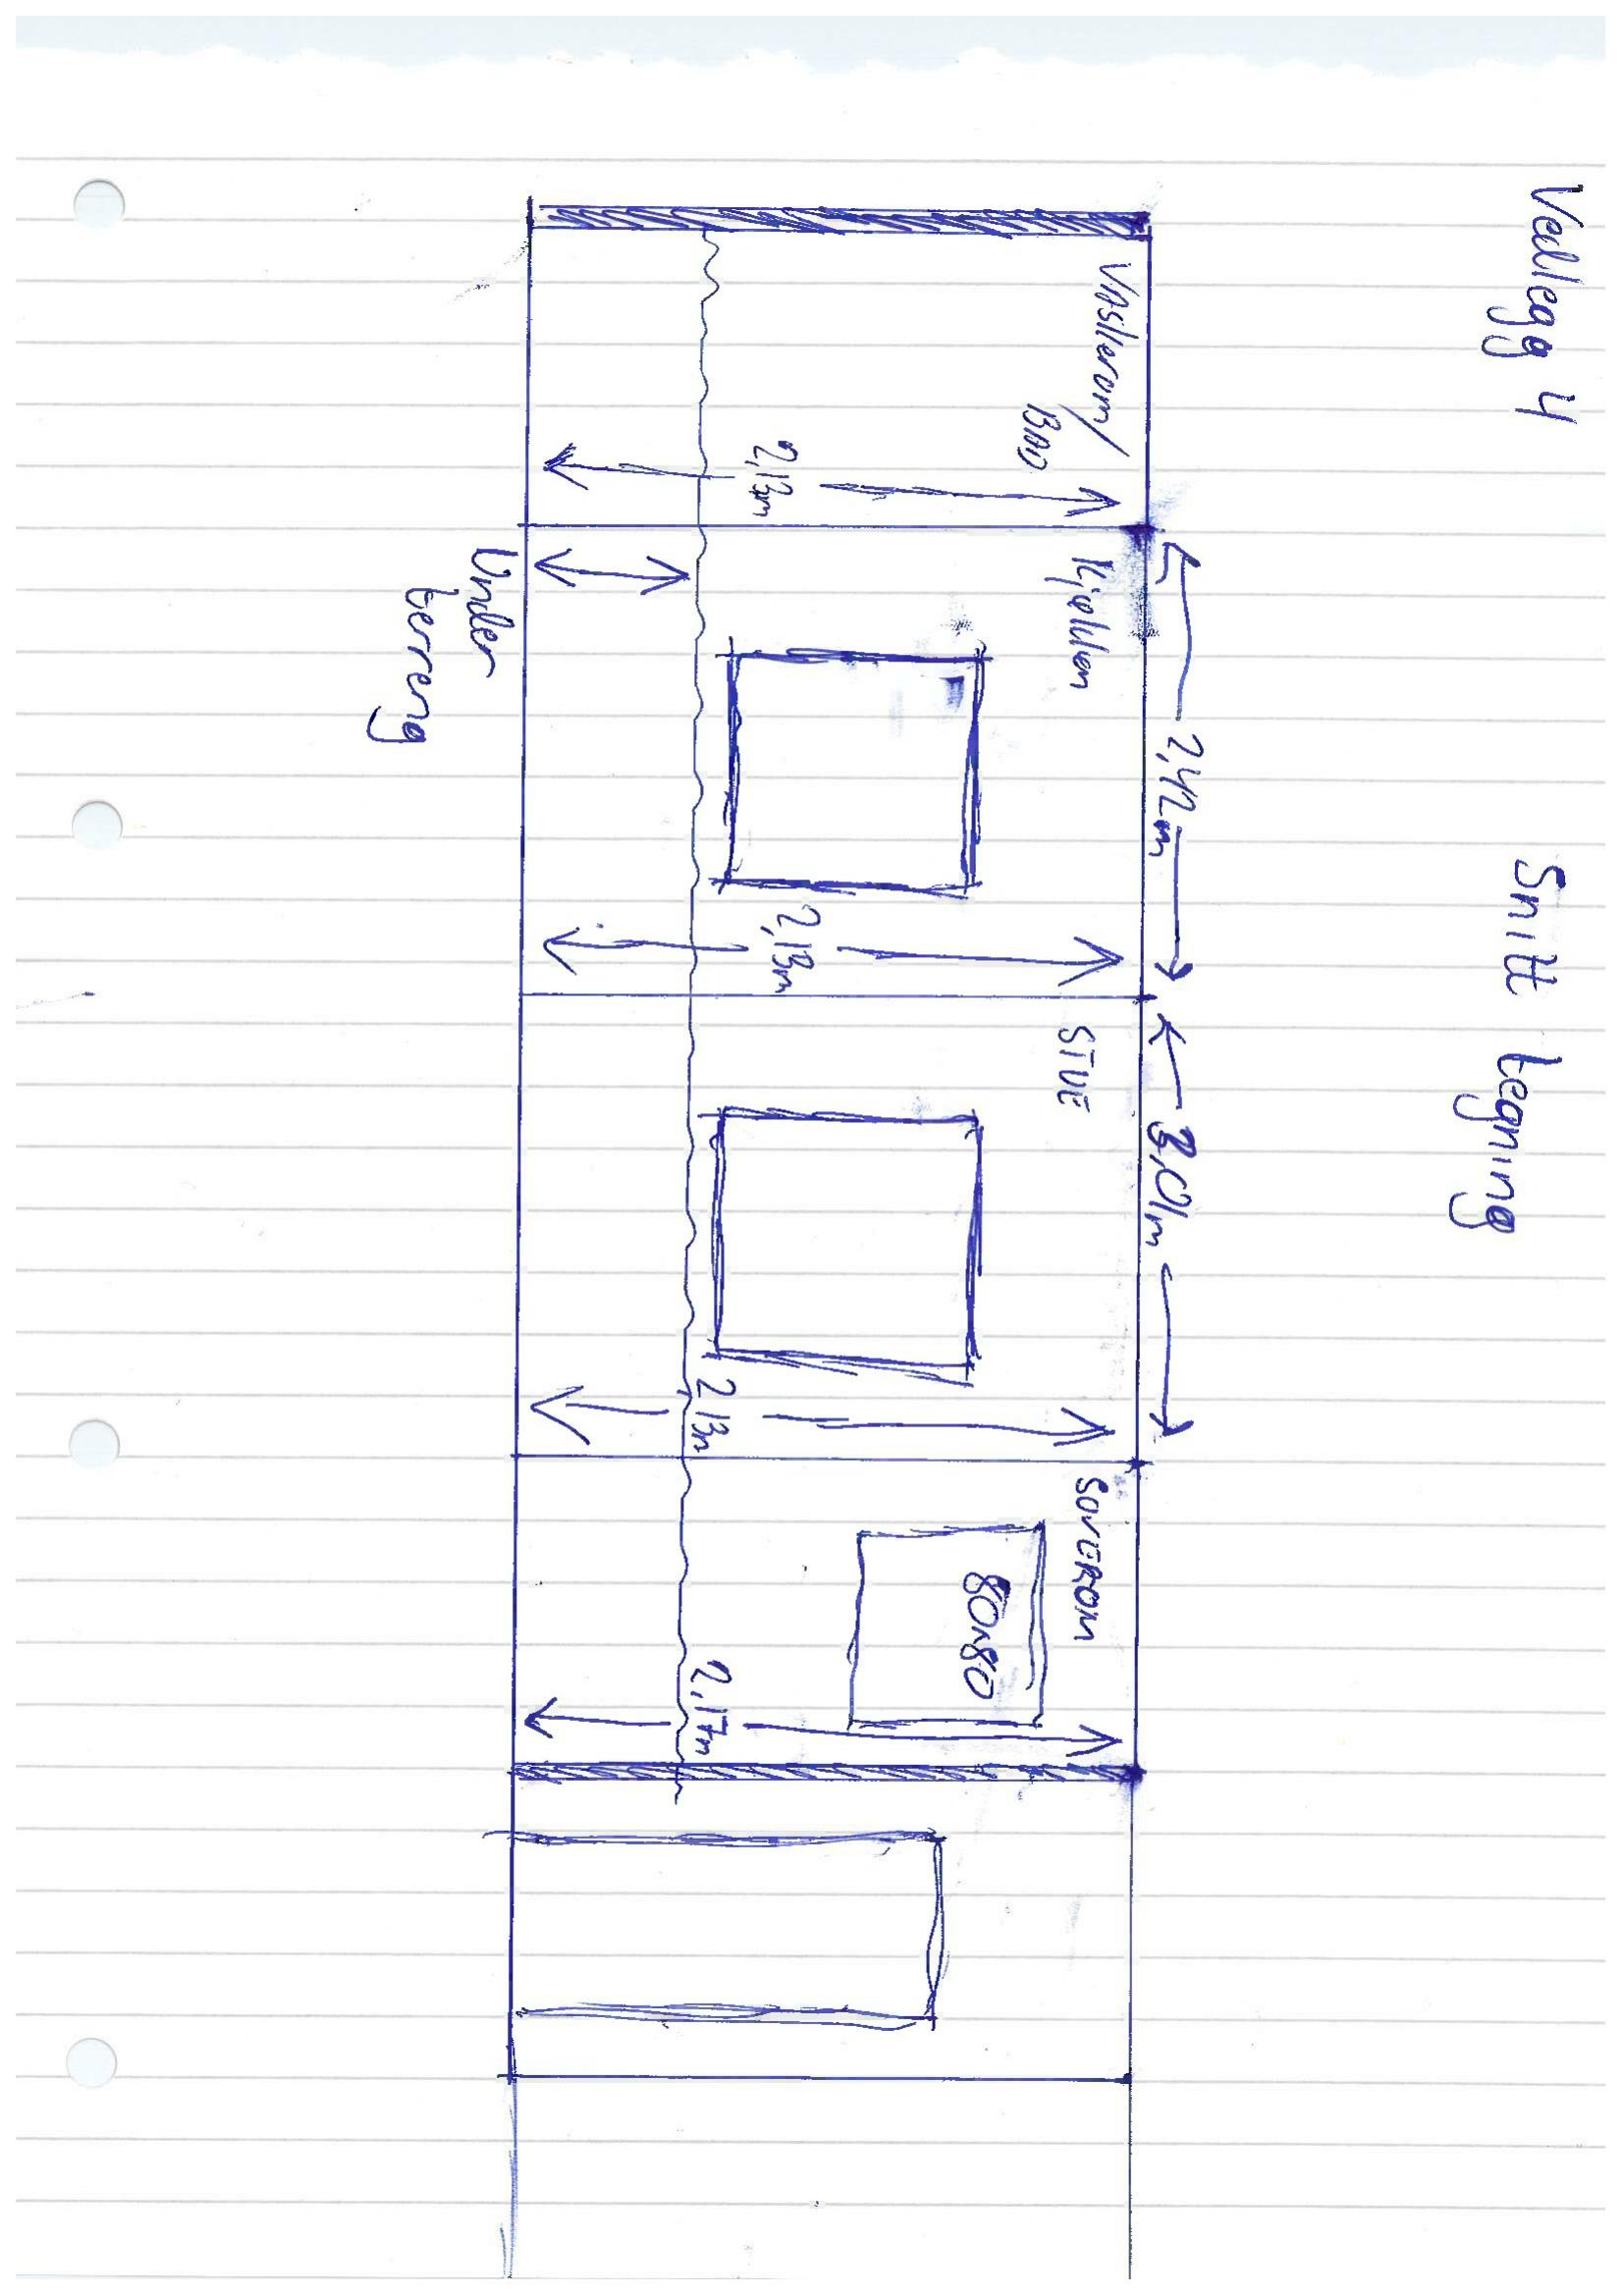 Vedlegg 4
Snitt tegning
2,42m
3,01m
Vaskerom/
BAD
Kjøkken
STUE
SOVEROM
80x80
2,13m
2,13m
2,13m
2,17m
Under
terreng